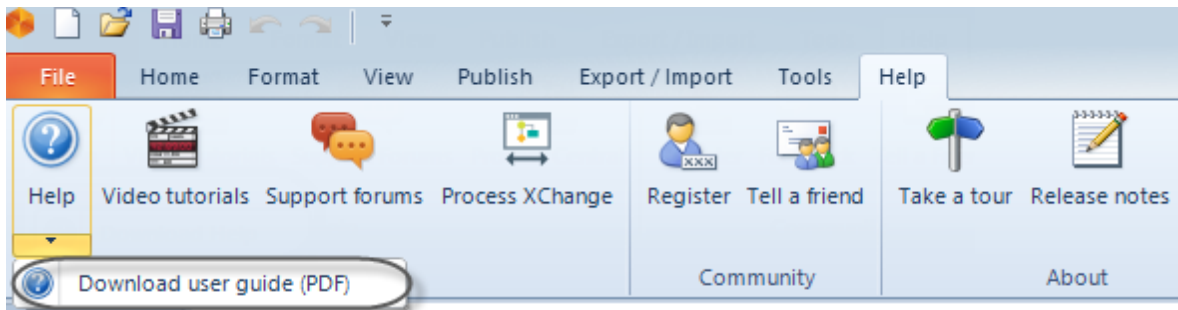 File Home Format View Publish Export / Import Tools Help
Help Video tutorials Support forums Process XChange Register Tell a friend Take a tour Release notes
Download user guide (PDF) Community About